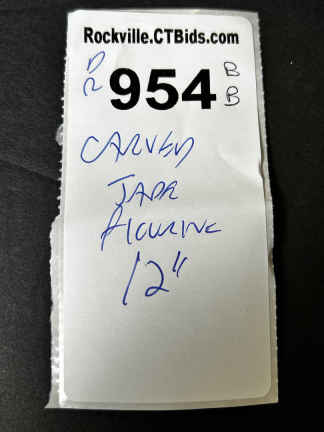 Rockville.CTBids.com
D 954 B
R B
CARVED
JADE
FIGURINE
12"